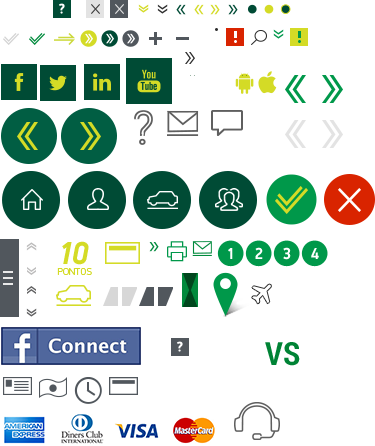 ?
!
!
f
in
You
Tube
?
10
PONTOS
1 2 3 4
f Connect
?
VS
AMERICAN
EXPRESS
Diners Club
INTERNATIONAL
VISA
MasterCard